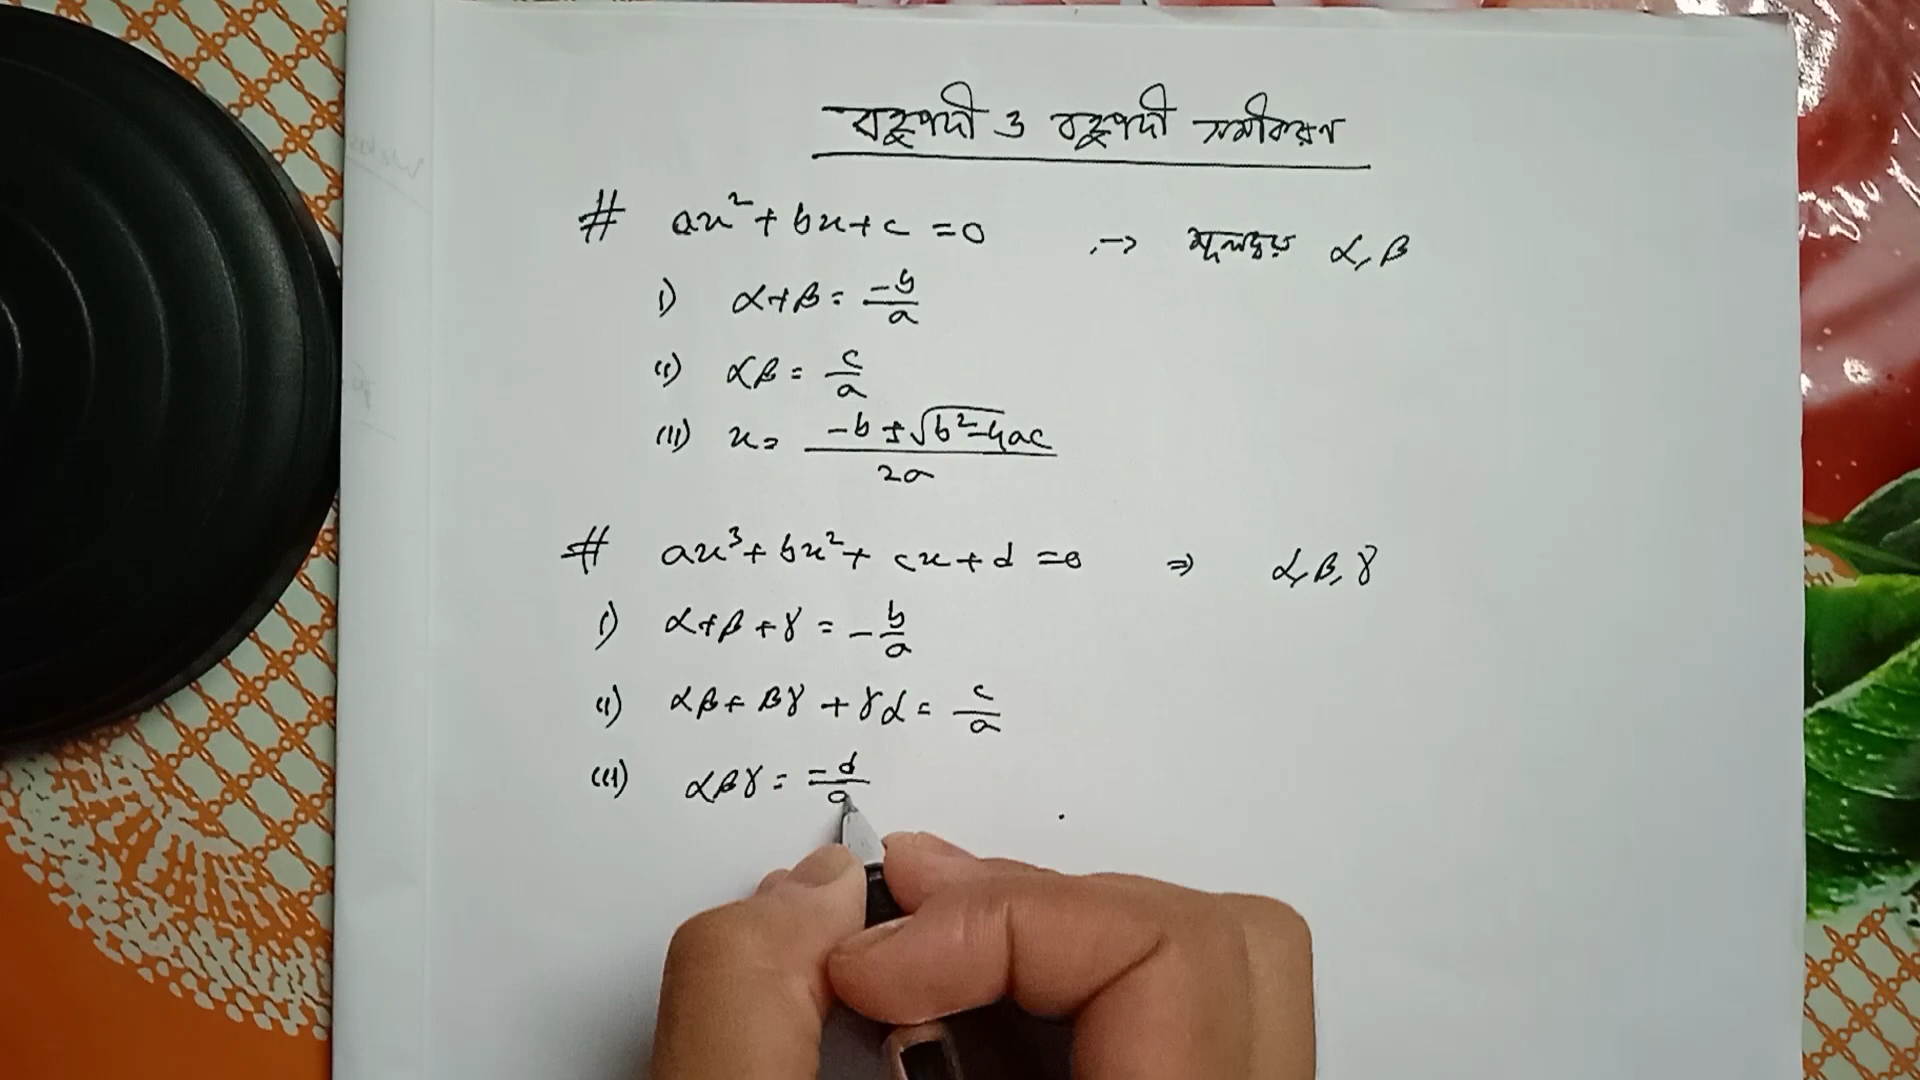 বহুপদী ও বহুপদী সমীকরণ
# ax² + bx + c = 0 → মূলদ্বয় α, β
i) α+β = -b/a
ii) αβ = c/a
iii) x = (-b ± √(b²-4ac))/2a
# ax³ + bx² + cx + d = 0 ⇒ α, β, γ
i) α+β+γ = -b/a
ii) αβ + βγ + γα = c/a
iii) αβγ = -d/a